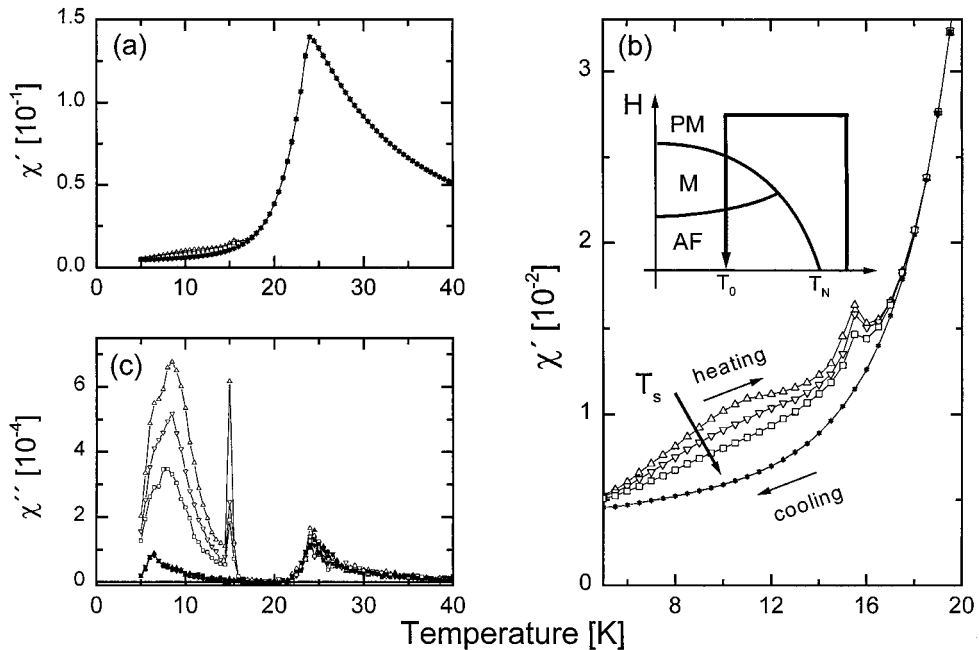 (a)
1.5
1.0
0.5
0.0
χ´ [10⁻¹]
0 10 20 30 40
(c)
6
4
2
0
χ´´ [10⁻⁴]
0 10 20 30 40
(b)
3
2
1
0
χ´ [10⁻²]
H
PM
M
AF
T₀
T_N
heating
T_s
cooling
8 12 16 20
Temperature [K]